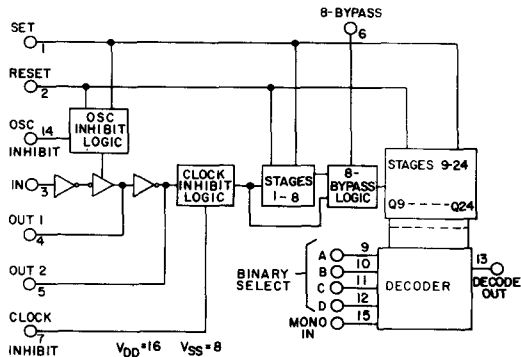 8-BYPASS
6
SET
1
RESET
2
OSC
INHIBIT
14
OSC
INHIBIT
LOGIC
IN
3
CLOCK
INHIBIT
LOGIC
STAGES
1-8
8-
BYPASS
LOGIC
STAGES 9-24
Q9-----Q24
OUT 1
4
OUT 2
5
BINARY
SELECT
A
9
B
10
C
11
D
12
MONO
IN
15
DECODER
13
DECODE
OUT
CLOCK
INHIBIT
7
VDD=16 VSS=8